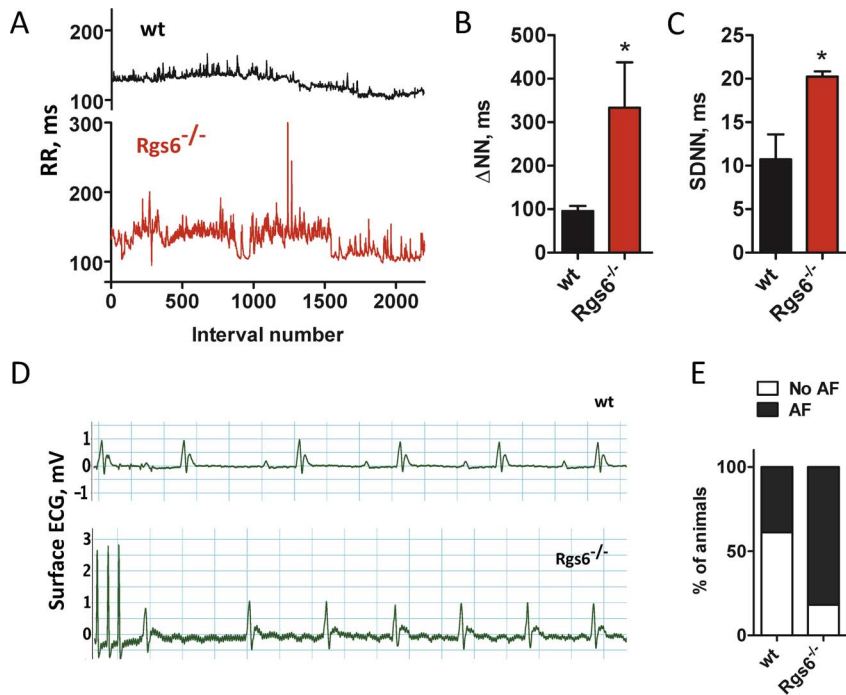 A
wt
150
100
300
Rgs6-/-
200
150
100
RR, ms
0 500 1000 1500 2000
Interval number
B
500
400
300
200
100
0
ΔNN, ms
*
wt
Rgs6-/-
C
25
20
15
10
5
0
SDNN, ms
*
wt
Rgs6-/-
D
wt
1
0
-1
Surface ECG, mV
3
2
1
0
Rgs6-/-
E
No AF
AF
100
50
0
% of animals
wt
Rgs6-/-